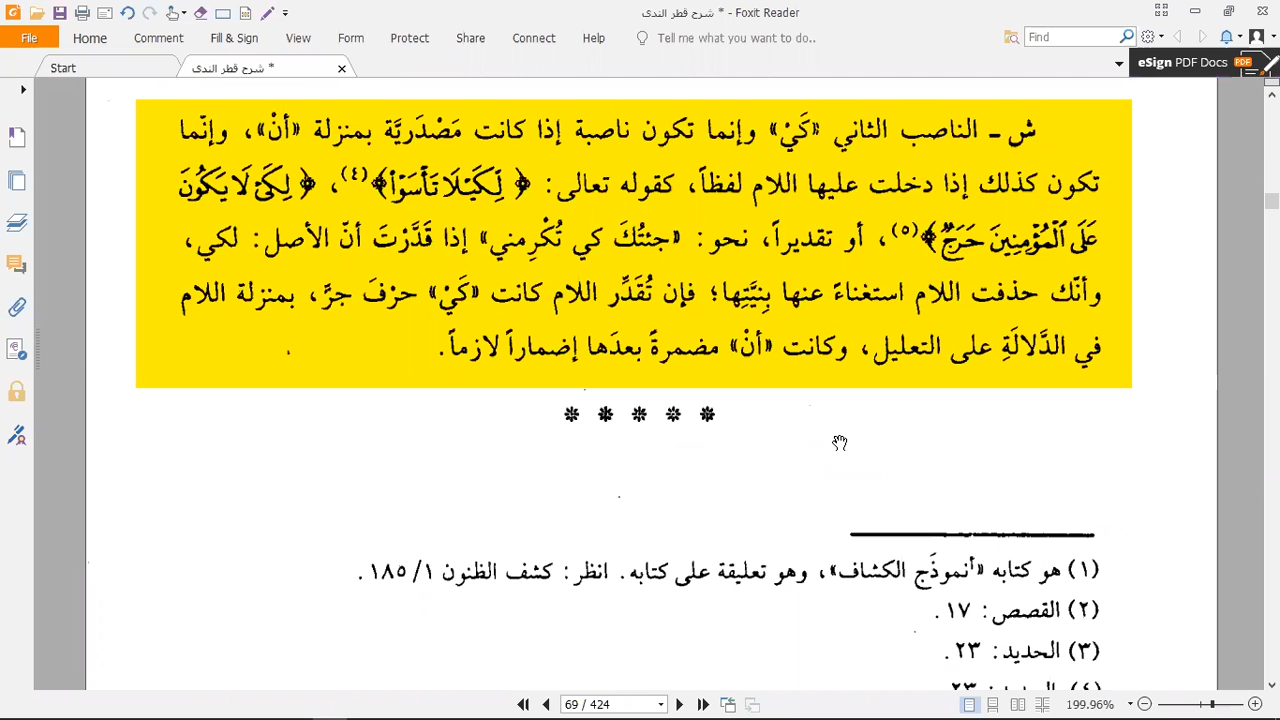 شرح قطر الندى * - Foxit Reader
File Home Comment Fill & Sign View Form Protect Share Connect Help Tell me what you want to do.. Find
Start شرح قطر الندى * eSign PDF Docs PDF
ش ـ الناصب الثاني «كَيْ» وإنما تكون ناصبة إذا كانت مَصْدَريَّة بمنزلة «أنْ»، وإنّما
تكون كذلك إذا دخلت عليها اللام لفظاً، كقوله تعالى: ﴿ لِّكَيْلَا تَأْسَوْا۟﴾(٤)، ﴿ لِكَىْ لَا يَكُونَ
عَلَى ٱلْمُؤْمِنِينَ حَرَجٌ﴾(٥)، أو تقديراً، نحو: «جئتُكَ كي تُكْرِمني» إذا قَدَّرْتَ أنّ الأصل: لكي،
وأنّك حذفت اللام استغناءً عنها بِنِيَّتِها؛ فإن تُقَدِّر اللام كانت «كَيْ» حرْفَ جرَّ، بمنزلة اللام
في الدَّلالَةِ على التعليل، وكانت «أنْ» مضمرةً بعدَها إضماراً لازماً.
(١) هو كتابه «أنموذَج الكشاف»، وهو تعليقة على كتابه. انظر: كشف الظنون ١/ ١٨٥.
(٢) القصص: ١٧.
(٣) الحديد: ٢٣.
69 / 424 199.96%